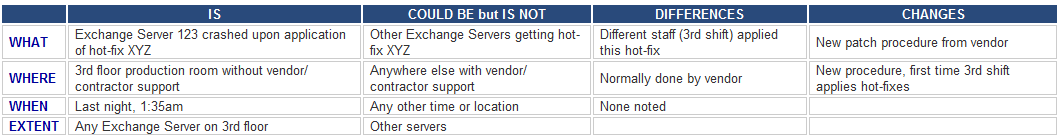 IS COULD BE but IS NOT DIFFERENCES CHANGES
WHAT Exchange Server 123 crashed upon application of hot-fix XYZ Other Exchange Servers getting hot-fix XYZ Different staff (3rd shift) applied this hot-fix New patch procedure from vendor
WHERE 3rd floor production room without vendor/ contractor support Anywhere else with vendor/ contractor support Normally done by vendor New procedure, first time 3rd shift applies hot-fixes
WHEN Last night, 1:35am Any other time or location None noted
EXTENT Any Exchange Server on 3rd floor Other servers